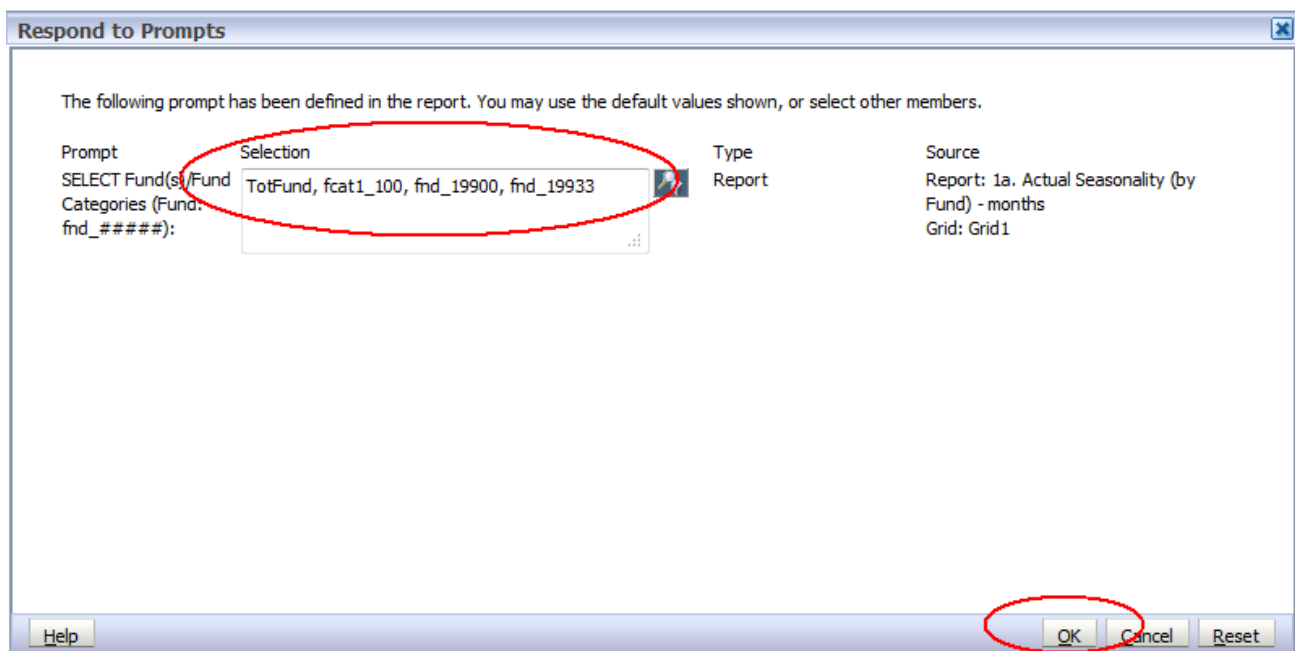 Respond to Prompts
The following prompt has been defined in the report. You may use the default values shown, or select other members.
Prompt Selection Type Source
SELECT Fund(s)/Fund TotFund, fcat1_100, fnd_19900, fnd_19933 Report Report: 1a. Actual Seasonality (by
Categories (Fund: Fund) - months
fnd_#####): Grid: Grid1
Help OK Cancel Reset